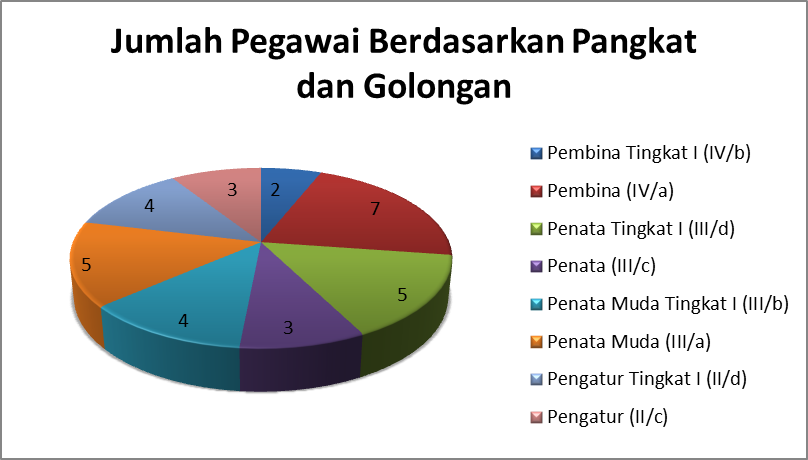 Jumlah Pegawai Berdasarkan Pangkat
dan Golongan
2
7
5
3
4
5
4
3
Pembina Tingkat I (IV/b)
Pembina (IV/a)
Penata Tingkat I (III/d)
Penata (III/c)
Penata Muda Tingkat I (III/b)
Penata Muda (III/a)
Pengatur Tingkat I (II/d)
Pengatur (II/c)